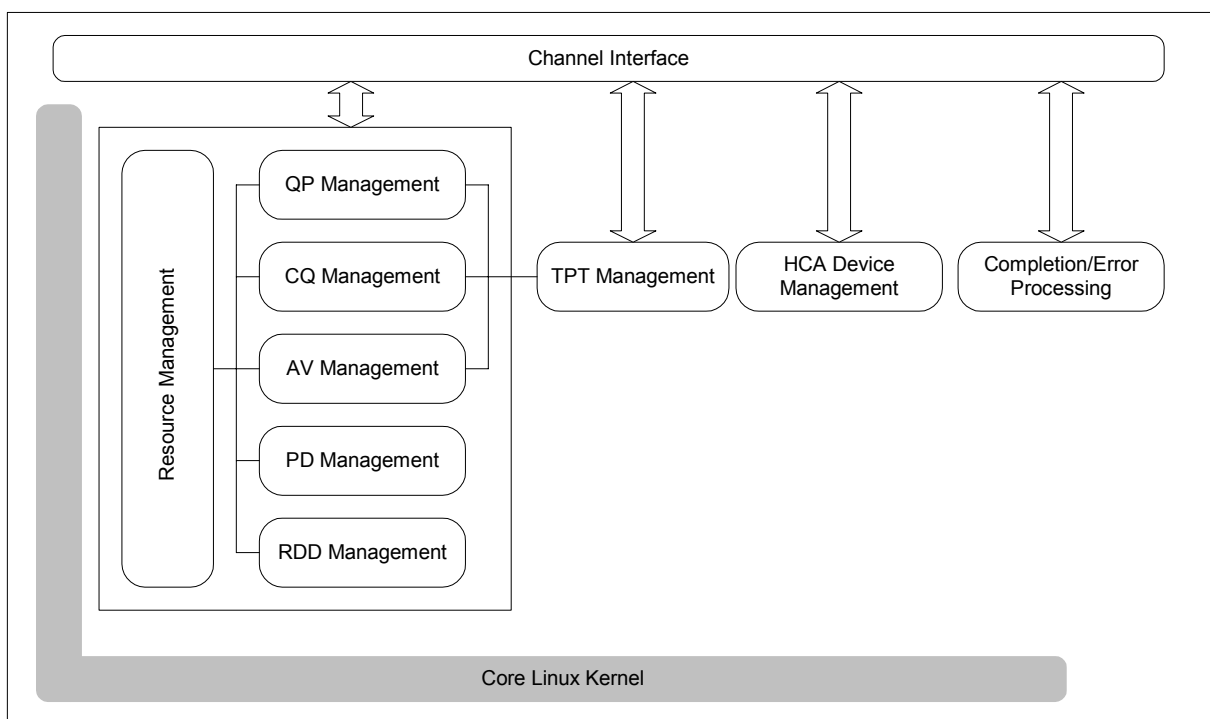 Channel Interface
Resource Management
QP Management
CQ Management
AV Management
PD Management
RDD Management
TPT Management
HCA Device
Management
Completion/Error
Processing
Core Linux Kernel